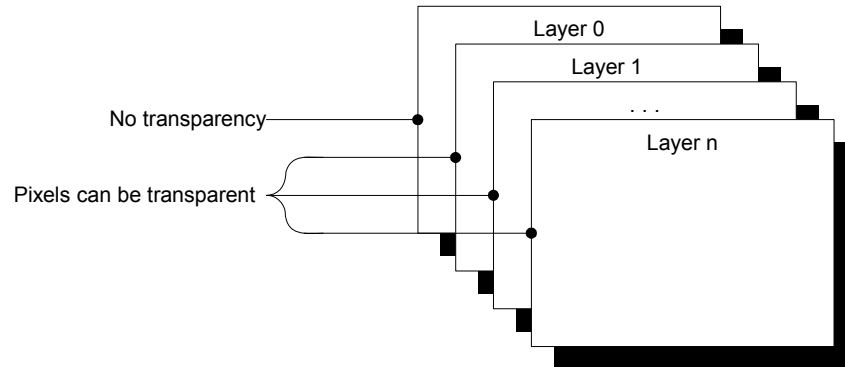 Layer 0
Layer 1
. . .
No transparency
Layer n
Pixels can be transparent